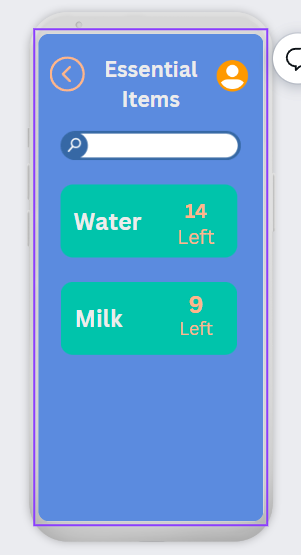 Essential
Items
Water
14
Left
Milk
9
Left